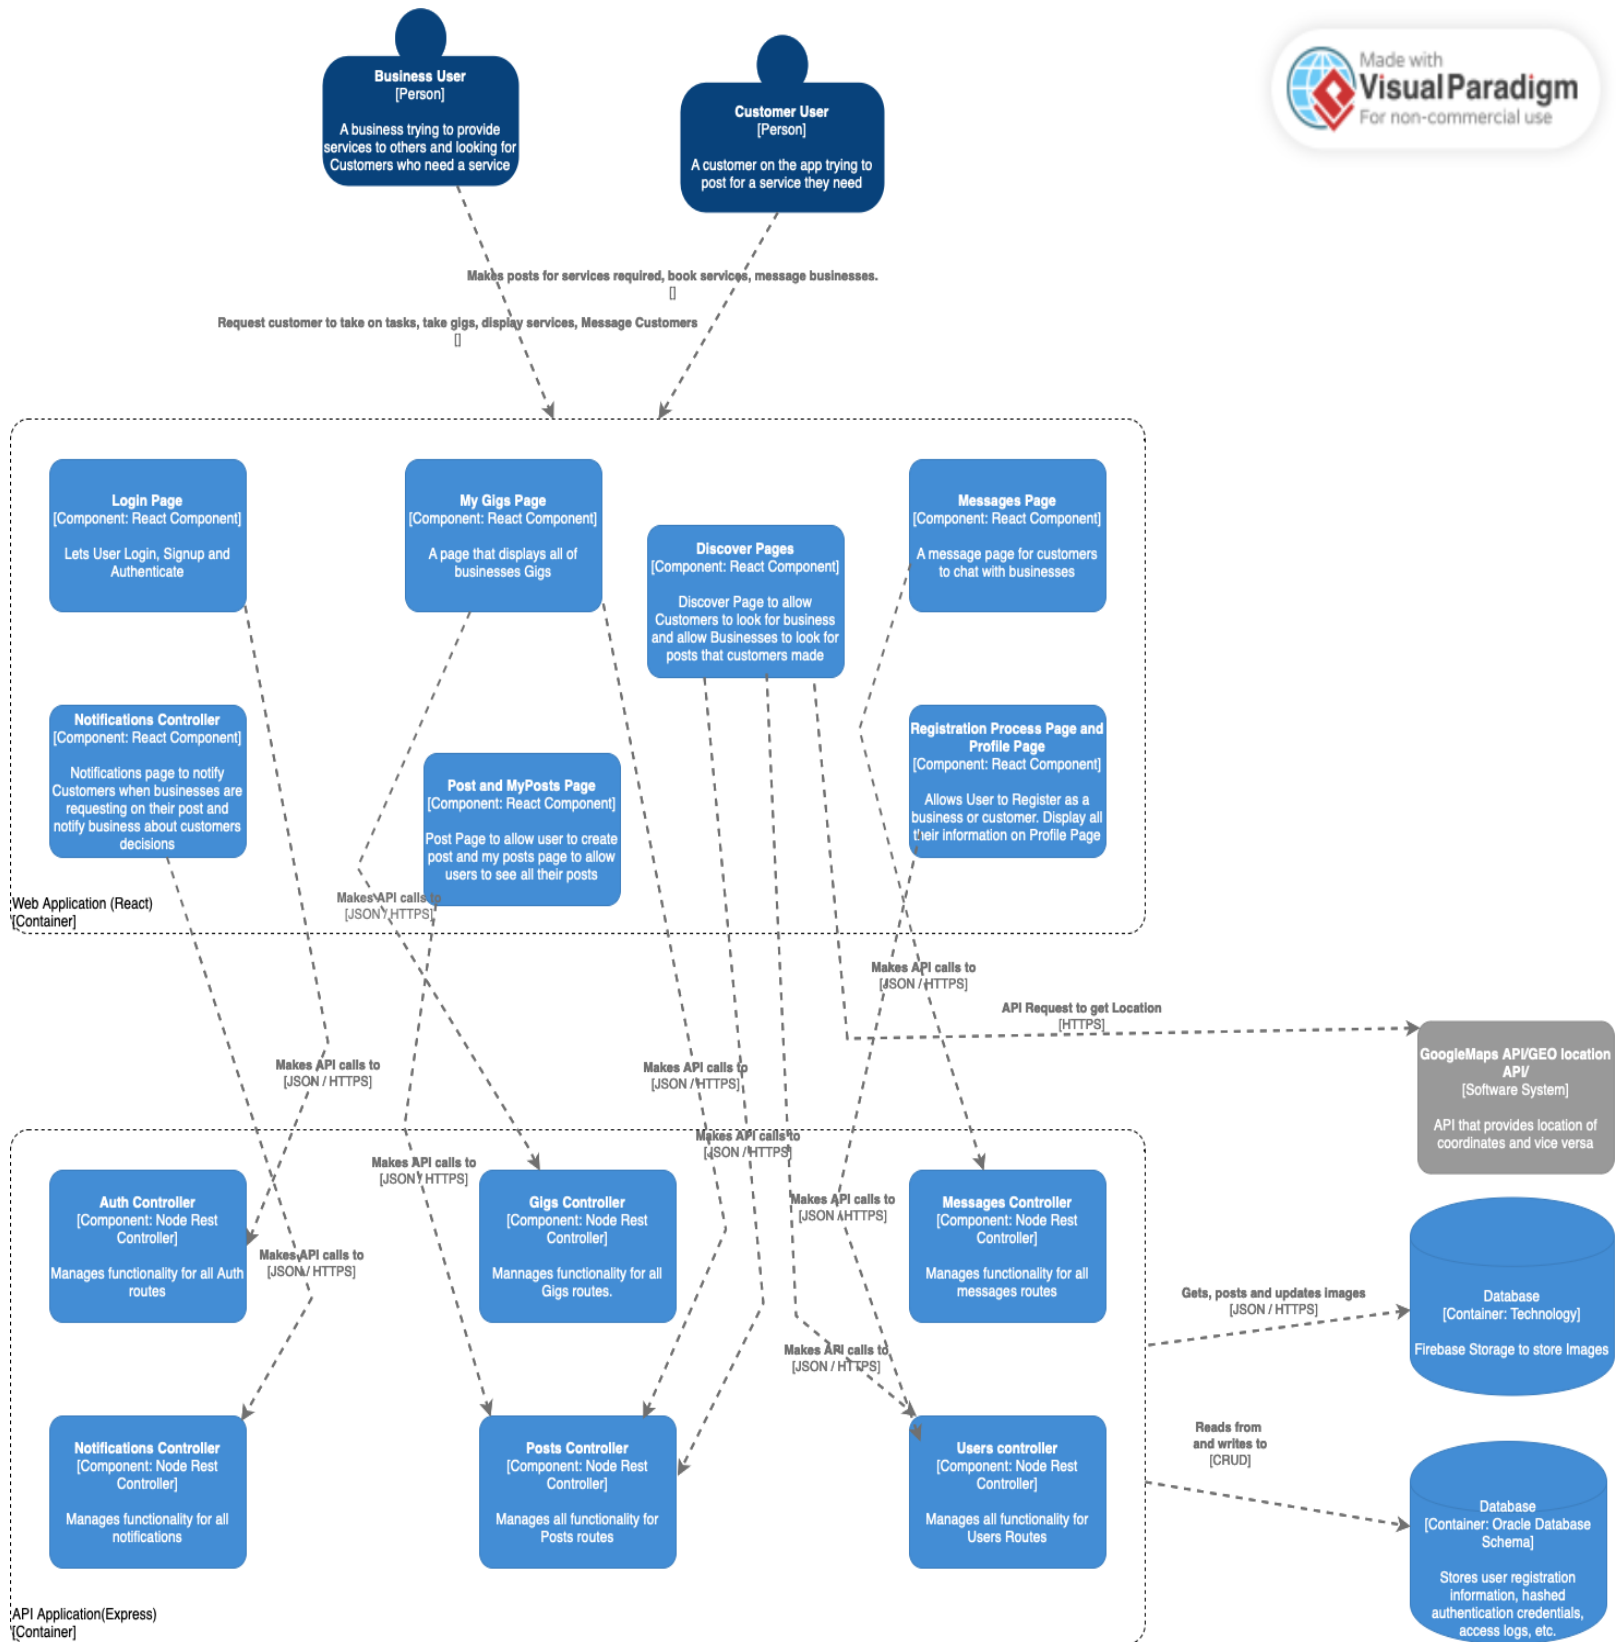 Business User
[Person]
A business trying to provide
services to others and looking for
Customers who need a service
Customer User
[Person]
A customer on the app trying to
post for a service they need
Made with
VisualParadigm
For non-commercial use
Makes posts for services required, book services, message businesses.
[]
Request customer to take on tasks, take gigs, display services, Message Customers
[]
Login Page
[Component: React Component]
Lets User Login, Signup and
Authenticate
My Gigs Page
[Component: React Component]
A page that displays all of
businesses Gigs
Discover Pages
[Component: React Component]
Discover Page to allow
Customers to look for business
and allow Businesses to look for
posts that customers made
Messages Page
[Component: React Component]
A message page for customers
to chat with businesses
Notifications Controller
[Component: React Component]
Notifications page to notify
Customers when businesses are
requesting on their post and
notify business about customers
decisions
Post and MyPosts Page
[Component: React Component]
Post Page to allow user to create
post and my posts page to allow
users to see all their posts
Registration Process Page and
Profile Page
[Component: React Component]
Allows User to Register as a
business or customer. Display all
their information on Profile Page
Web Application (React)
[Container]
Makes API calls to
[JSON / HTTPS]
Makes API calls to
[JSON / HTTPS]
API Request to get Location
[HTTPS]
Makes API calls to
[JSON / HTTPS]
Makes API calls to
[JSON / HTTPS]
GoogleMaps API/GEO location
API/
[Software System]
API that provides location of
coordinates and vice versa
Makes API calls to
[JSON / HTTPS]
Makes API calls to
[JSON / HTTPS]
Makes API calls to
[JSON / HTTPS]
Makes API calls to
[JSON / HTTPS]
Auth Controller
[Component: Node Rest
Controller]
Manages functionality for all Auth
routes
Gigs Controller
[Component: Node Rest
Controller]
Mannages functionality for all
Gigs routes.
Messages Controller
[Component: Node Rest
Controller]
Manages functionality for all
messages routes
Gets, posts and updates images
[JSON / HTTPS]
Database
[Container: Technology]
Firebase Storage to store Images
Makes API calls to
[JSON / HTTPS]
Notifications Controller
[Component: Node Rest
Controller]
Manages functionality for all
notifications
Posts Controller
[Component: Node Rest
Controller]
Manages all functionality for
Posts routes
Users controller
[Component: Node Rest
Controller]
Manages all functionality for
Users Routes
Reads from
and writes to
[CRUD]
Database
[Container: Oracle Database
Schema]
Stores user registration
information, hashed
authentication credentials,
access logs, etc.
API Application(Express)
[Container]